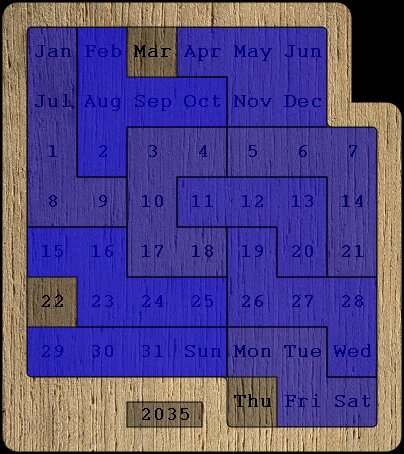 Jan Feb Mar Apr May Jun
Jul Aug Sep Oct Nov Dec
1 2 3 4 5 6 7
8 9 10 11 12 13 14
15 16 17 18 19 20 21
22 23 24 25 26 27 28
29 30 31 Sun Mon Tue Wed
Thu Fri Sat
2035